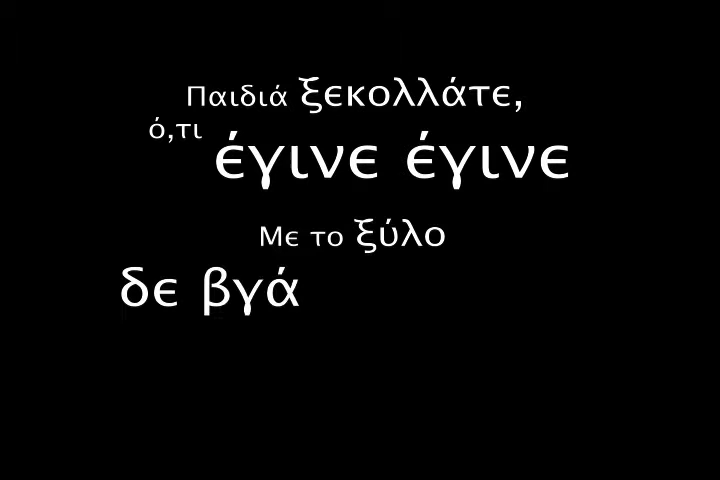 Παιδιά ξεκολλάτε,
ό,τι έγινε έγινε
Με το ξύλο
δε βγά